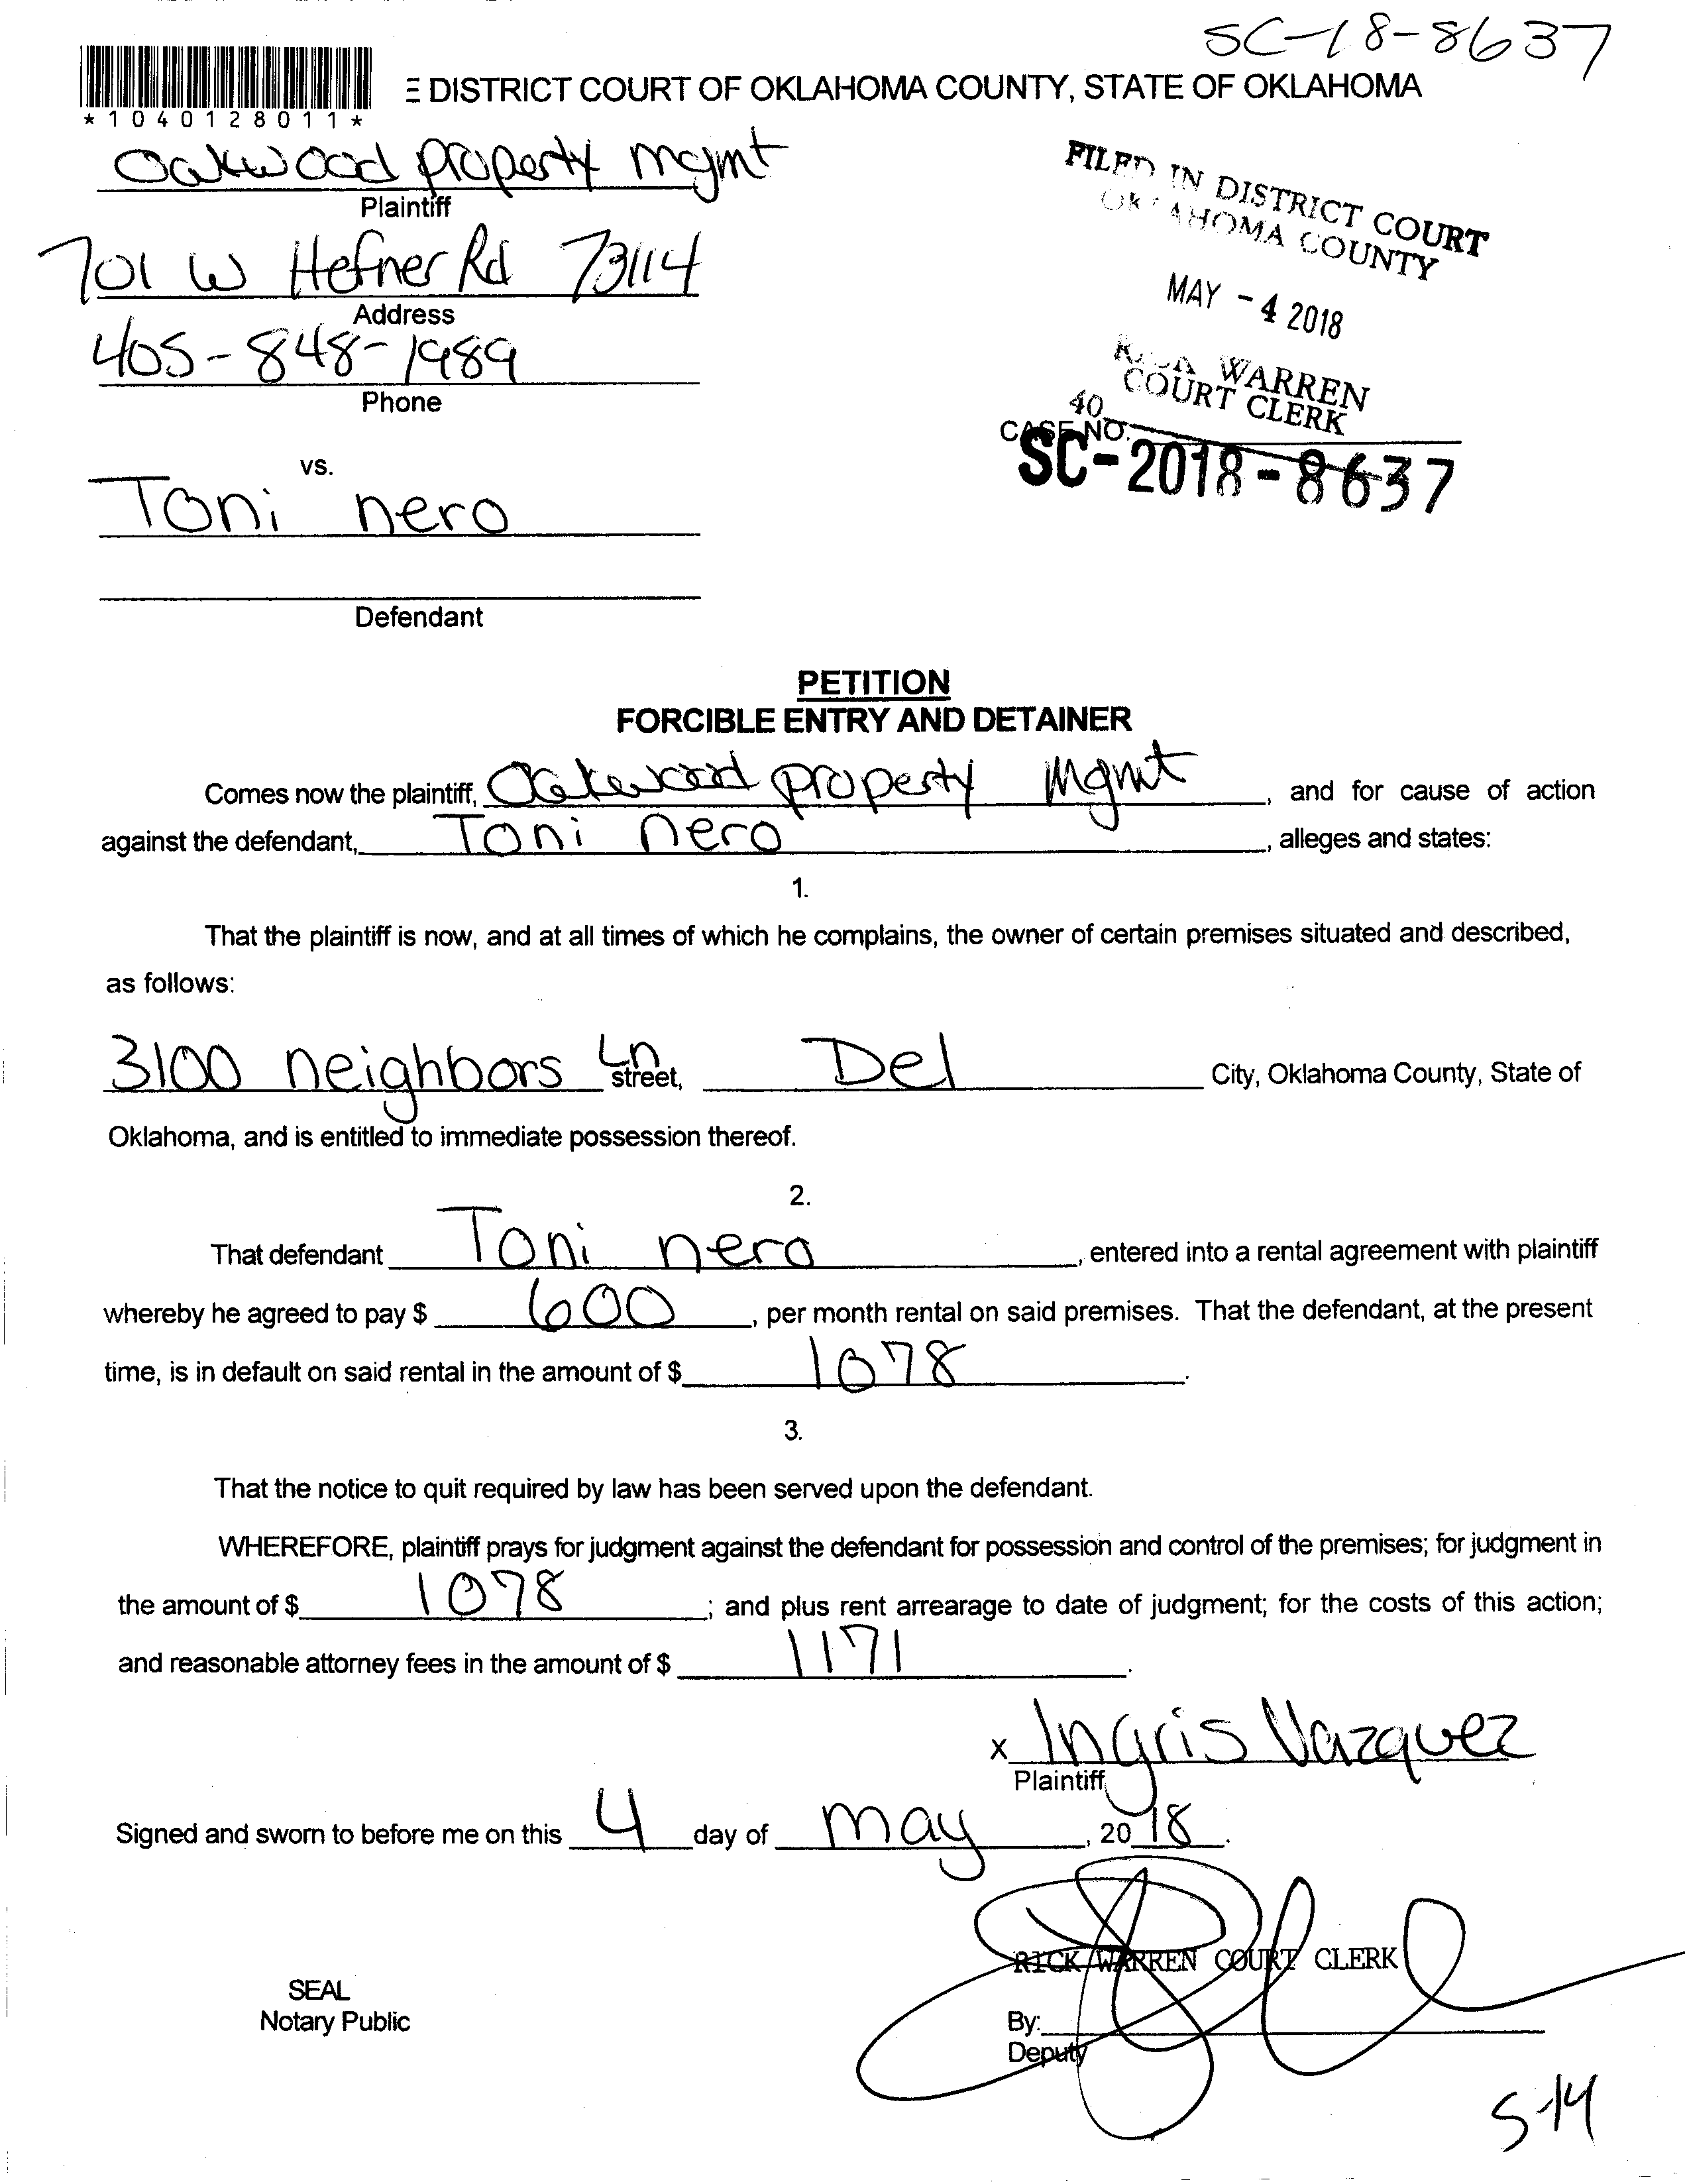 SC-18-8637
DISTRICT COURT OF OKLAHOMA COUNTY, STATE OF OKLAHOMA
*1040128011*
Oakwood property mgmt
Plaintiff
701 W Hefner Rd 73114
Address
405-848-1989
Phone
FILED IN DISTRICT COURT
OKLAHOMA COUNTY
MAY - 4 2018
WARREN
COURT CLERK
40
CASE NO.
SC-2018-8637
vs.
Toni nero
Defendant
PETITION
FORCIBLE ENTRY AND DETAINER
Comes now the plaintiff, Oakwood property Mgmt, and for cause of action
against the defendant, Toni nero, alleges and states:
1.
That the plaintiff is now, and at all times of which he complains, the owner of certain premises situated and described,
as follows:
3100 neighbors Ln street, Del City, Oklahoma County, State of
Oklahoma, and is entitled to immediate possession thereof.
2.
That defendant Toni nero, entered into a rental agreement with plaintiff
whereby he agreed to pay $ 600, per month rental on said premises. That the defendant, at the present
time, is in default on said rental in the amount of $ 1078.
3.
That the notice to quit required by law has been served upon the defendant.
WHEREFORE, plaintiff prays for judgment against the defendant for possession and control of the premises; for judgment in
the amount of $ 1078; and plus rent arrearage to date of judgment; for the costs of this action;
and reasonable attorney fees in the amount of $ 1171.
x Ingris Vazquez
Plaintiff
Signed and sworn to before me on this 4 day of may, 2018.
RICK WARREN COURT CLERK
SEAL
Notary Public
By:
Deputy
5-14